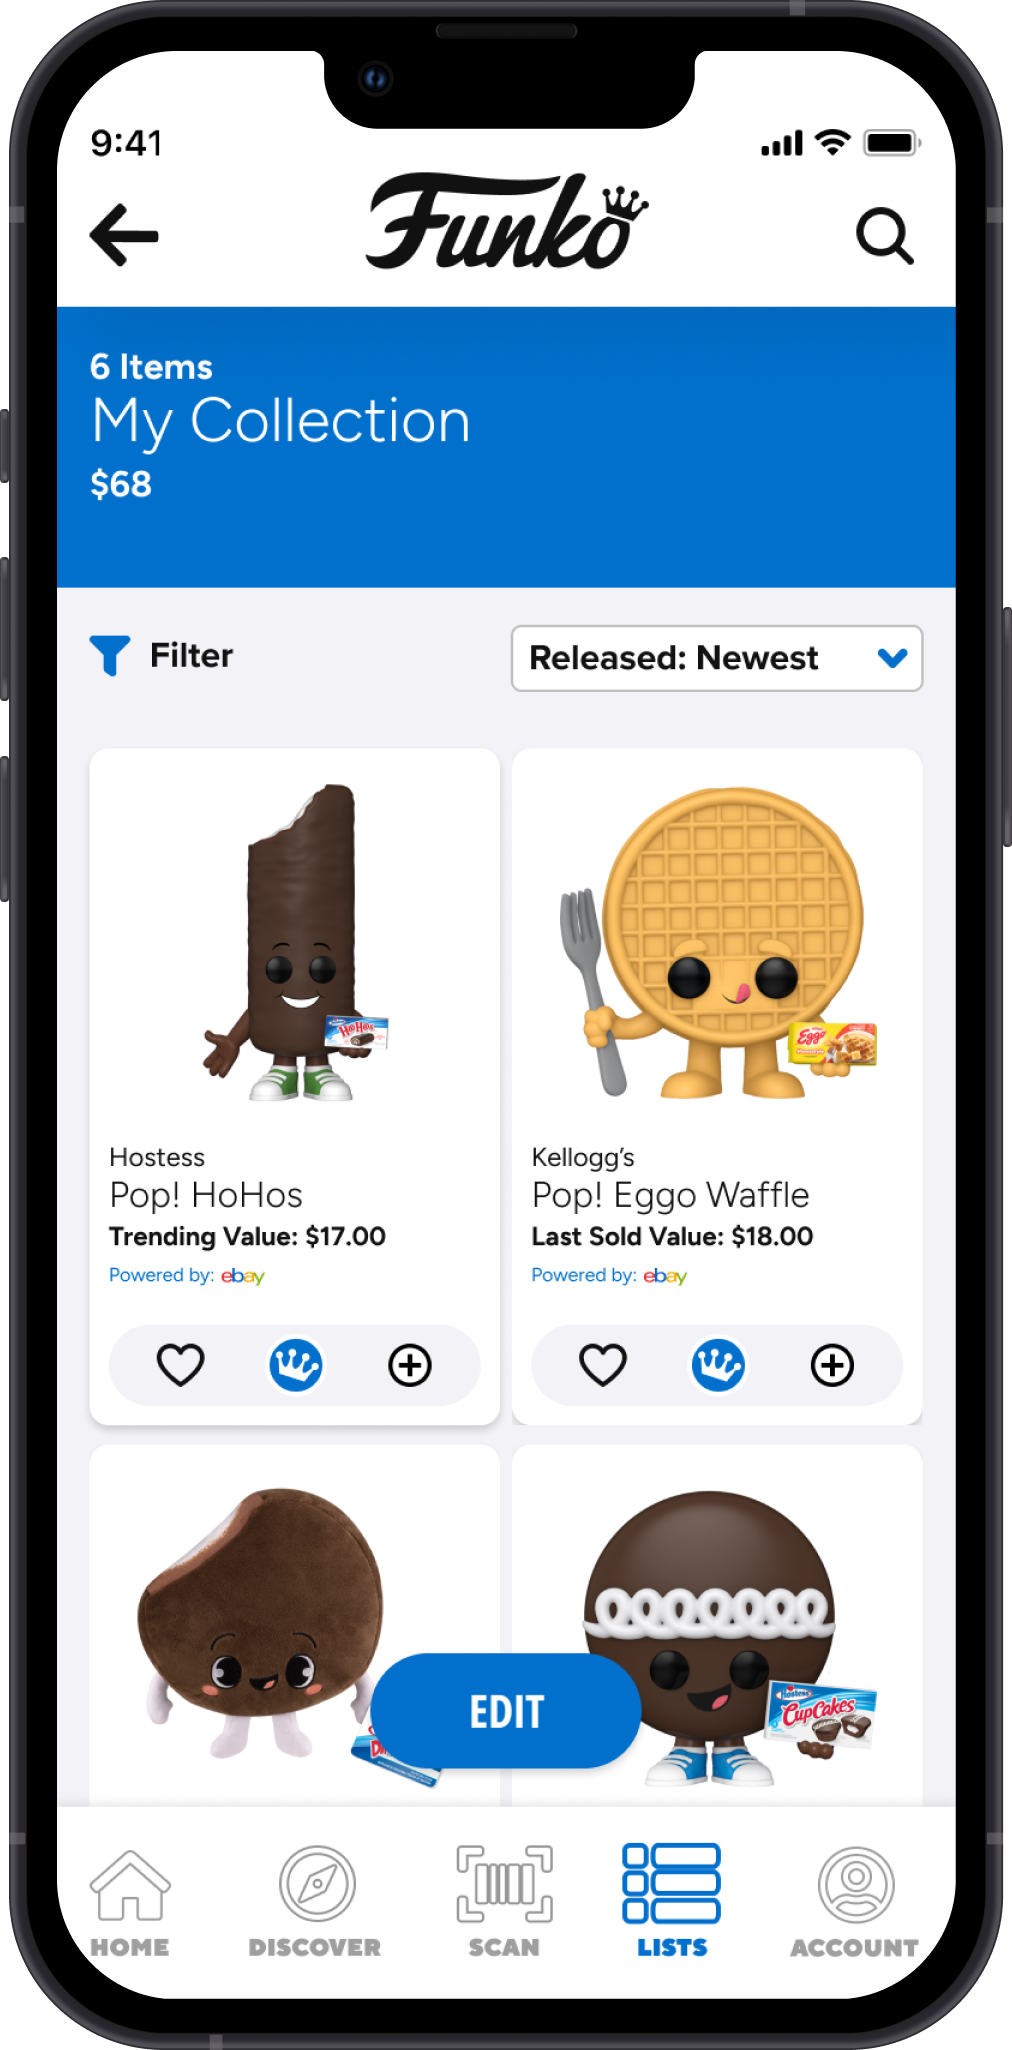 9:41
Funko
6 Items
My Collection
$68
Filter
Released: Newest
HoHos
Eggo
Hostess
Pop! HoHos
Trending Value: $17.00
Powered by: ebay
Kellogg's
Pop! Eggo Waffle
Last Sold Value: $18.00
Powered by: ebay
Hostess
CupCakes
EDIT
HOME
DISCOVER
SCAN
LISTS
ACCOUNT